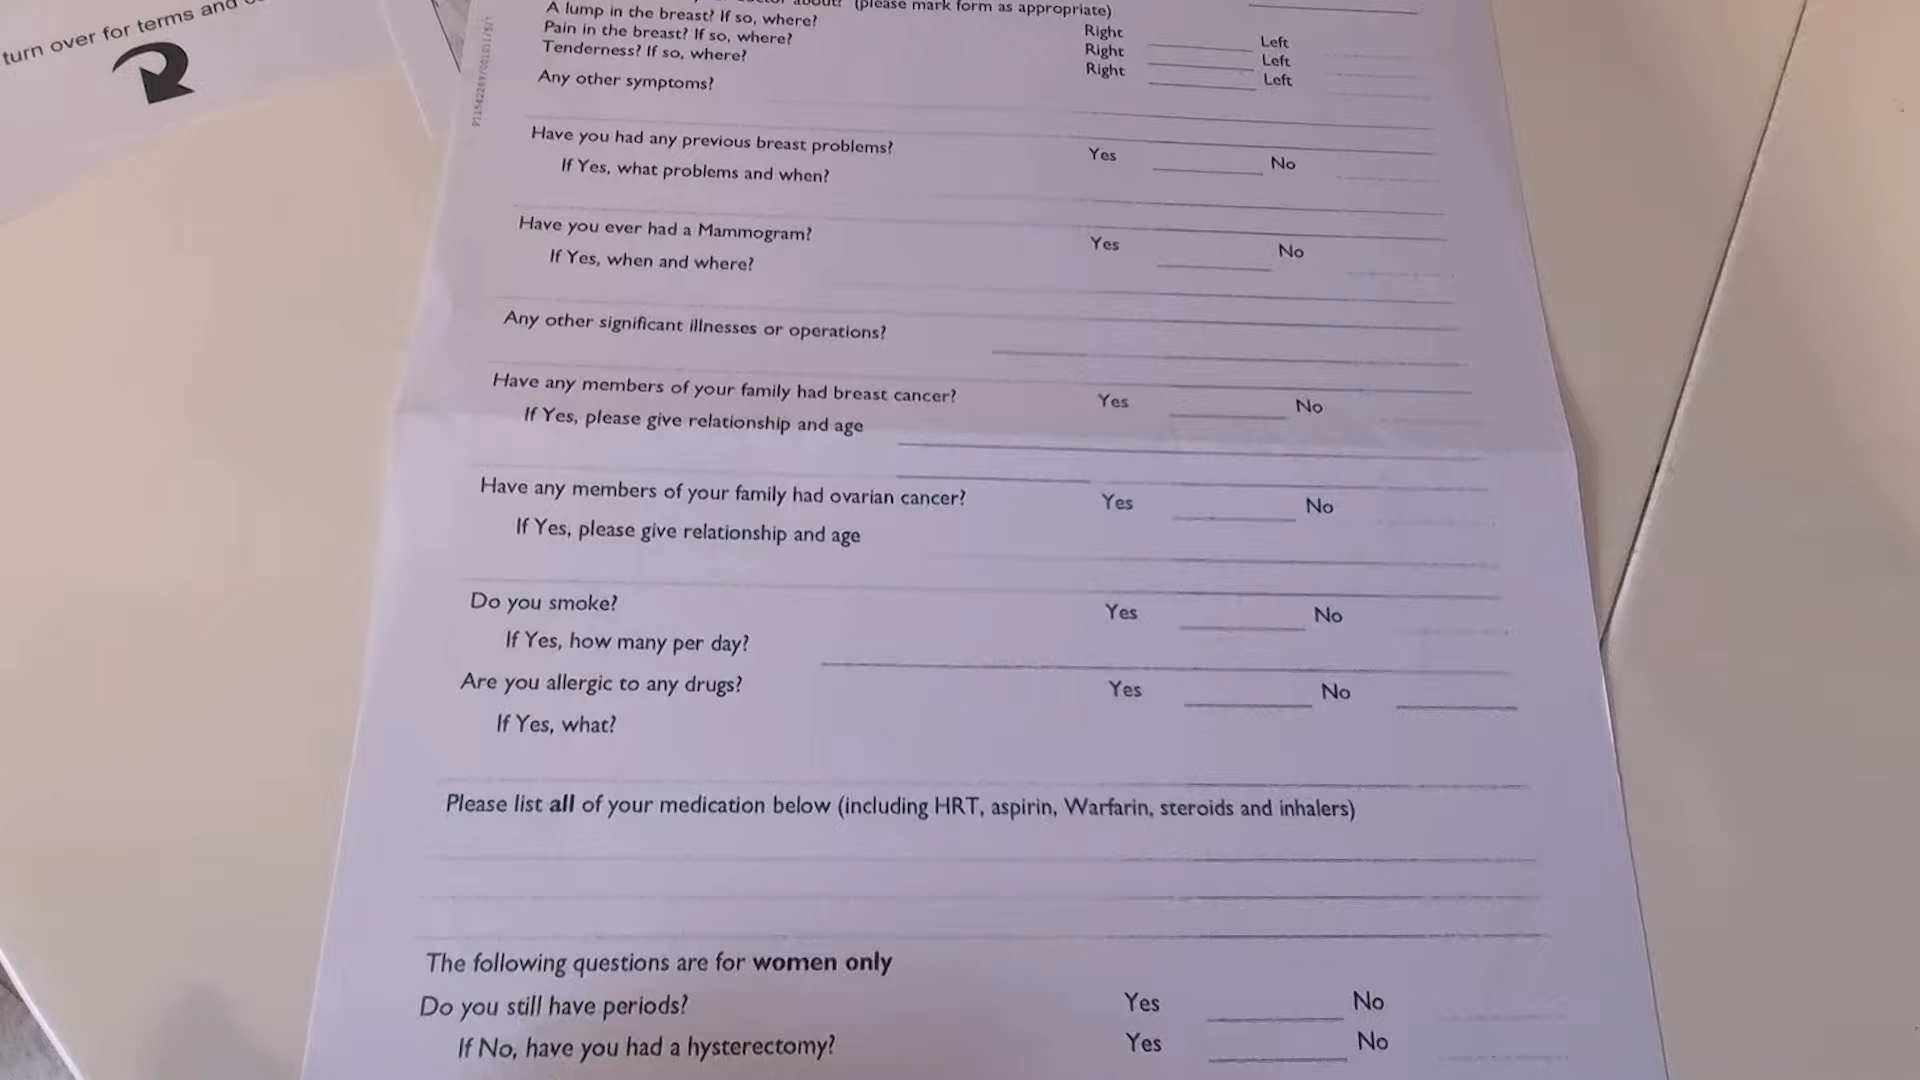 turn over for terms and
(please mark form as appropriate)
A lump in the breast? If so, where? Right Left
Pain in the breast? If so, where? Right Left
Tenderness? If so, where? Right Left
Any other symptoms?
Have you had any previous breast problems? Yes No
If Yes, what problems and when?
Have you ever had a Mammogram? Yes No
If Yes, when and where?
Any other significant illnesses or operations?
Have any members of your family had breast cancer? Yes No
If Yes, please give relationship and age
Have any members of your family had ovarian cancer? Yes No
If Yes, please give relationship and age
Do you smoke? Yes No
If Yes, how many per day?
Are you allergic to any drugs? Yes No
If Yes, what?
Please list all of your medication below (including HRT, aspirin, Warfarin, steroids and inhalers)
The following questions are for women only
Do you still have periods? Yes No
If No, have you had a hysterectomy? Yes No